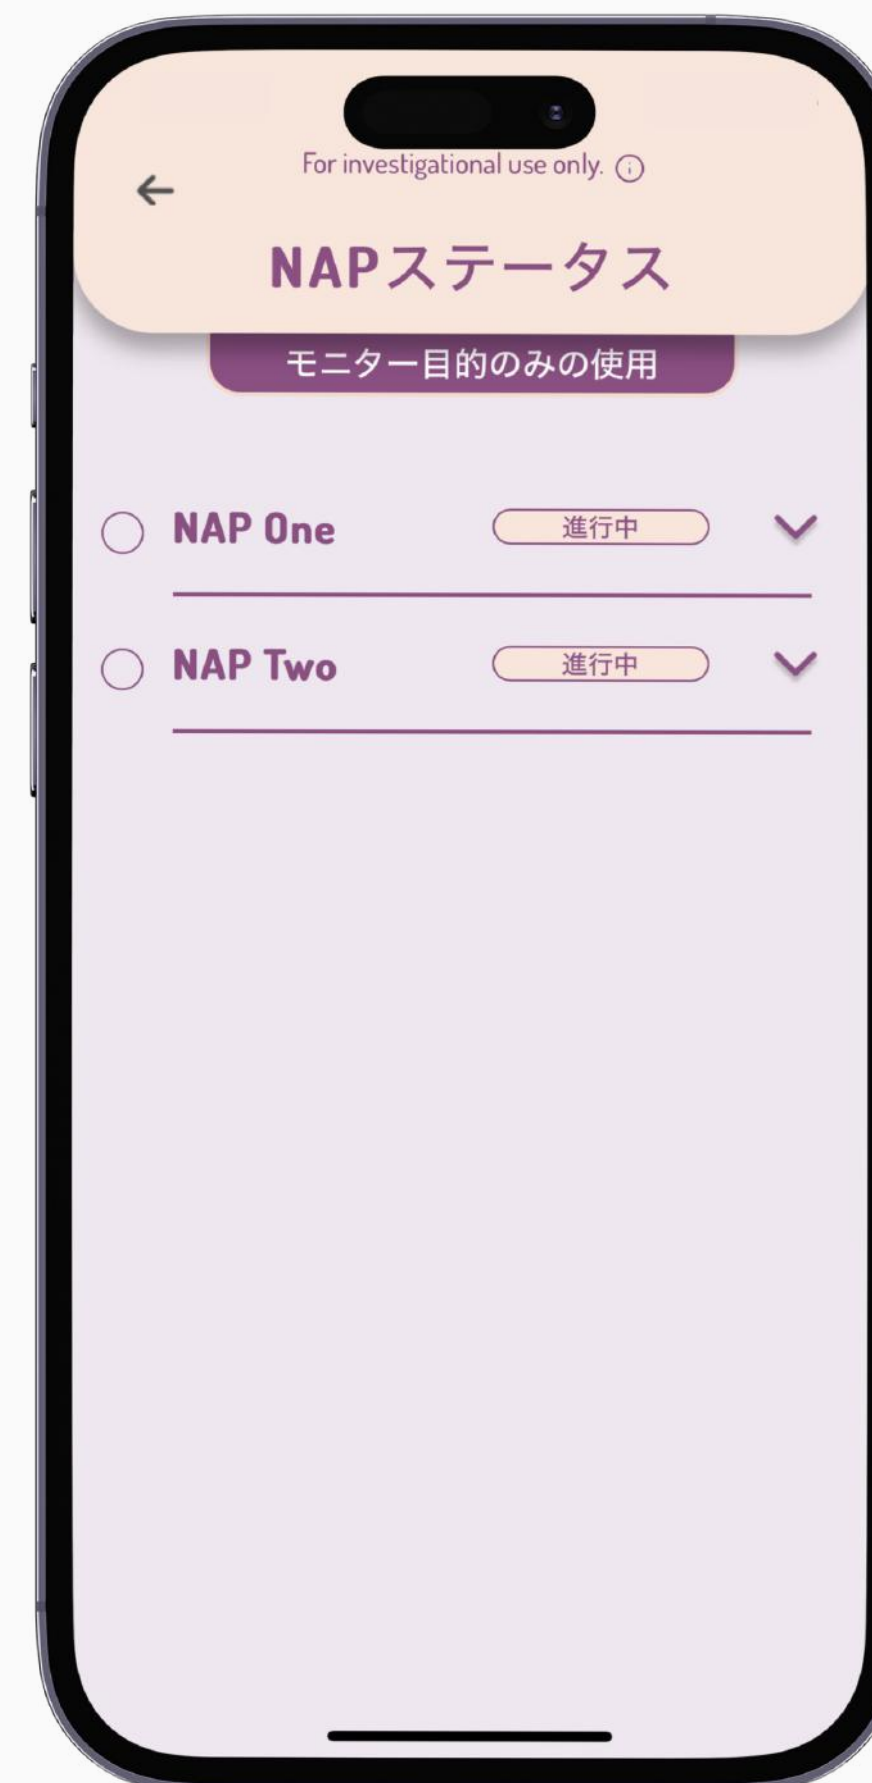 For investigational use only.
NAPステータス
モニター目的のみの使用
NAP One 進行中
NAP Two 進行中